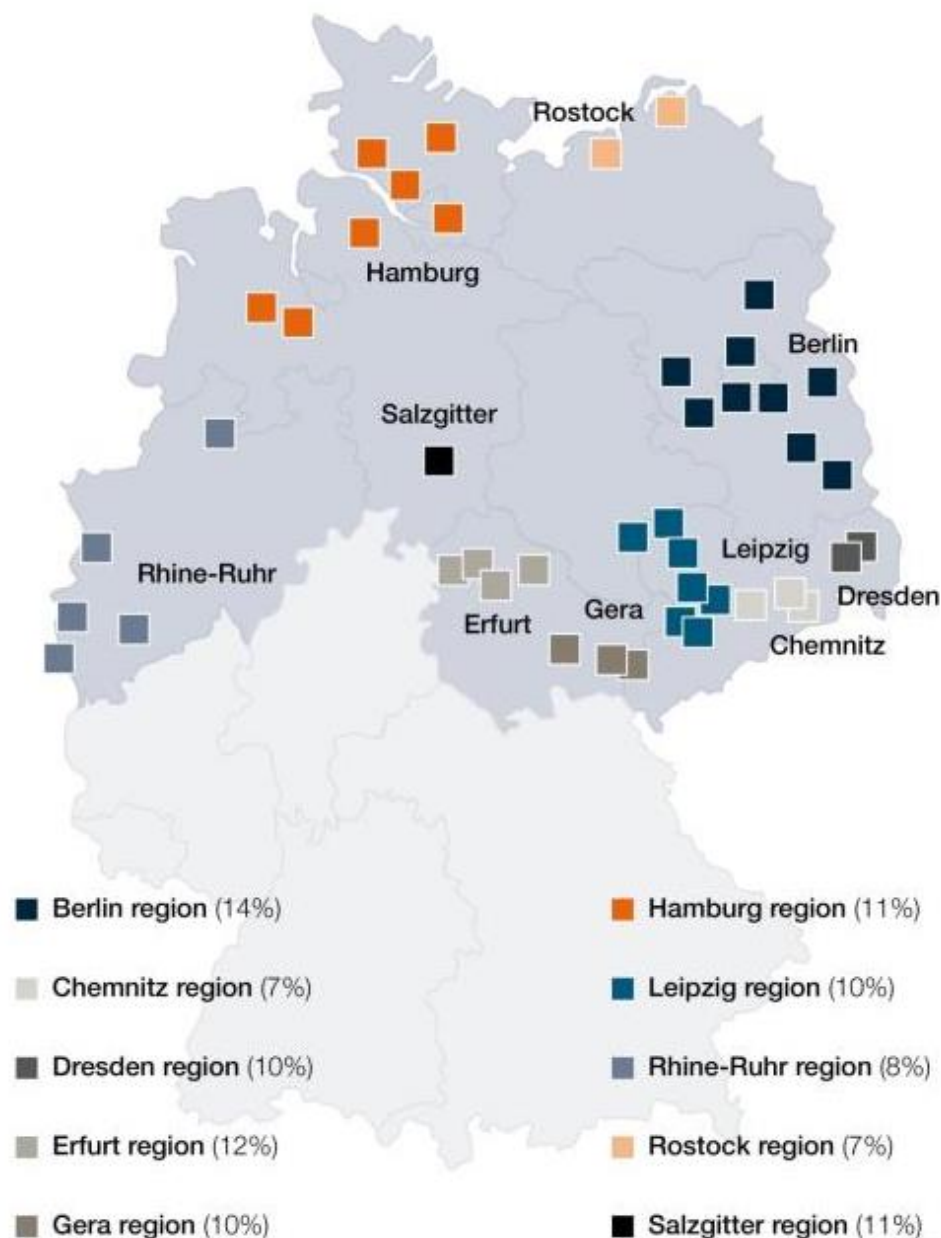 Rostock
Hamburg
Berlin
Salzgitter
Leipzig
Rhine-Ruhr
Dresden
Erfurt
Gera
Chemnitz
Berlin region (14%)
Hamburg region (11%)
Chemnitz region (7%)
Leipzig region (10%)
Dresden region (10%)
Rhine-Ruhr region (8%)
Erfurt region (12%)
Rostock region (7%)
Gera region (10%)
Salzgitter region (11%)